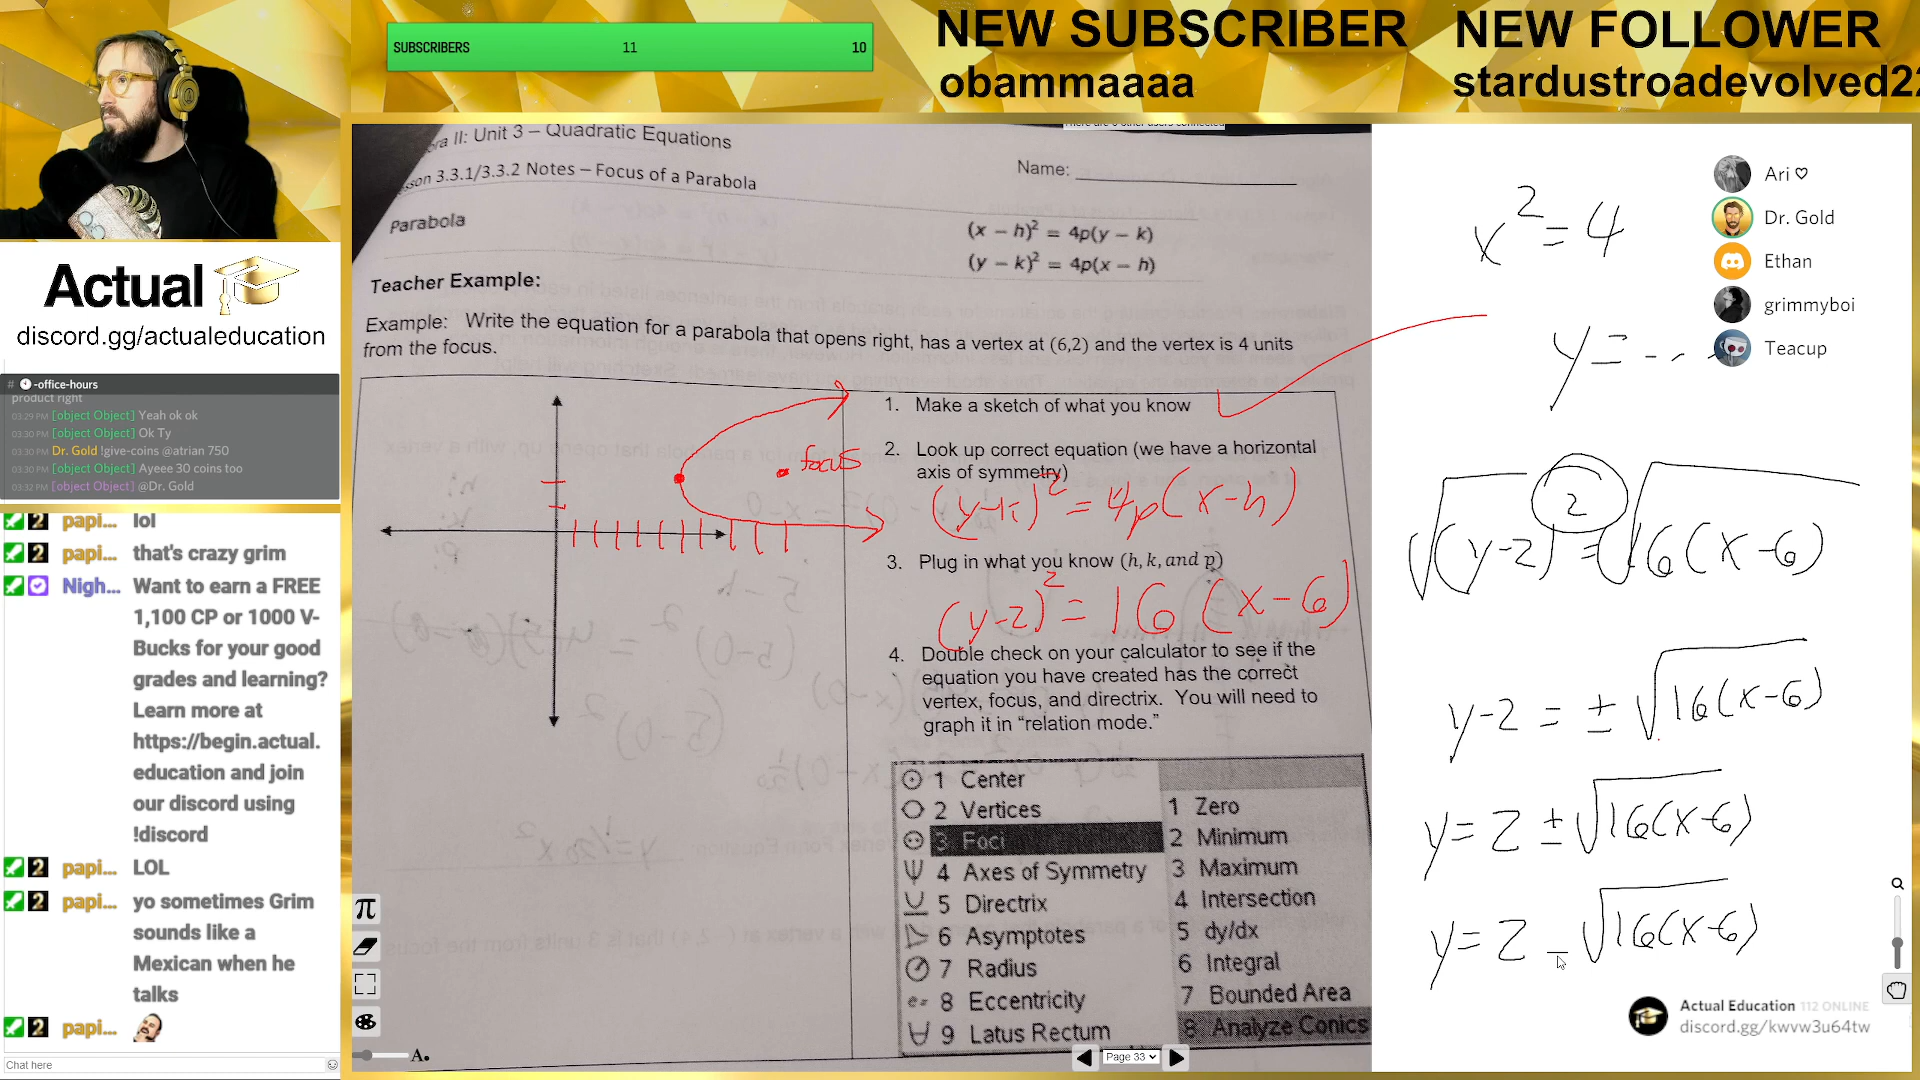 SUBSCRIBERS 11 10
NEW SUBSCRIBER
obammaaaa
NEW FOLLOWER
stardustroadevolved22
Actual
discord.gg/actualeducation
# -office-hours
product right
03:29 PM [object Object] Yeah ok ok
03:30 PM [object Object] Ok Ty
03:30 PM Dr. Gold !give-coins @atrian 750
03:30 PM [object Object] Ayeee 30 coins too
03:32 PM [object Object] @Dr. Gold
2 papi... lol
2 papi... that's crazy grim
Nigh... Want to earn a FREE
1,100 CP or 1000 V-
Bucks for your good
grades and learning?
Learn more at
https://begin.actual.
education and join
our discord using
!discord
2 papi... LOL
2 papi... yo sometimes Grim
sounds like a
Mexican when he
talks
2 papi...
Chat here
ora II: Unit 3 – Quadratic Equations
son 3.3.1/3.3.2 Notes – Focus of a Parabola
Name:
Parabola
(x − h)² = 4p(y − k)
(y − k)² = 4p(x − h)
Teacher Example:
Example: Write the equation for a parabola that opens right, has a vertex at (6,2) and the vertex is 4 units
from the focus.
focus
1. Make a sketch of what you know
2. Look up correct equation (we have a horizontal
axis of symmetry)
(y-k)² = 4p(x-h)
3. Plug in what you know (h, k, and p)
(y-2)² = 16(x-6)
4. Double check on your calculator to see if the
equation you have created has the correct
vertex, focus, and directrix. You will need to
graph it in “relation mode.”
1 Center
2 Vertices
3 Foci
4 Axes of Symmetry
5 Directrix
6 Asymptotes
7 Radius
8 Eccentricity
9 Latus Rectum
1 Zero
2 Minimum
3 Maximum
4 Intersection
5 dy/dx
6 Integral
7 Bounded Area
8 Analyze Conics
π
A.
Page 33
x² = 4
y = - - -
√(y-2)² = √16(x-6)
y-2 = ± √16(x-6)
y = 2 ± √16(x-6)
y = 2 - √16(x-6)
Ari ♡
Dr. Gold
Ethan
grimmyboi
Teacup
Actual Education 112 ONLINE
discord.gg/kwvw3u64tw